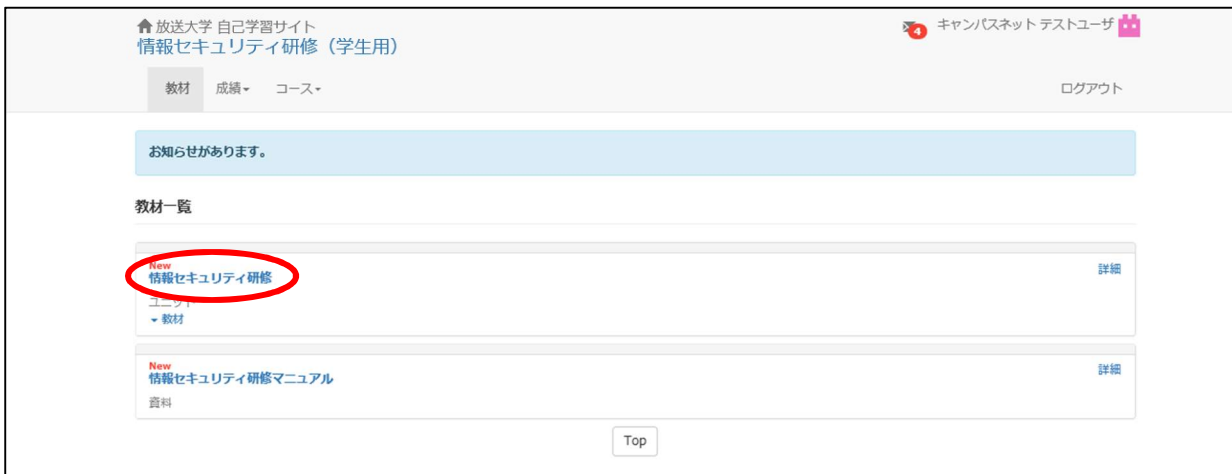 放送大学 自己学習サイト
情報セキュリティ研修（学生用）
4
キャンパスネット テストユーザ
教材
成績
コース
ログアウト
お知らせがあります。
教材一覧
New
情報セキュリティ研修
詳細
ユニット
教材
New
情報セキュリティ研修マニュアル
詳細
資料
Top